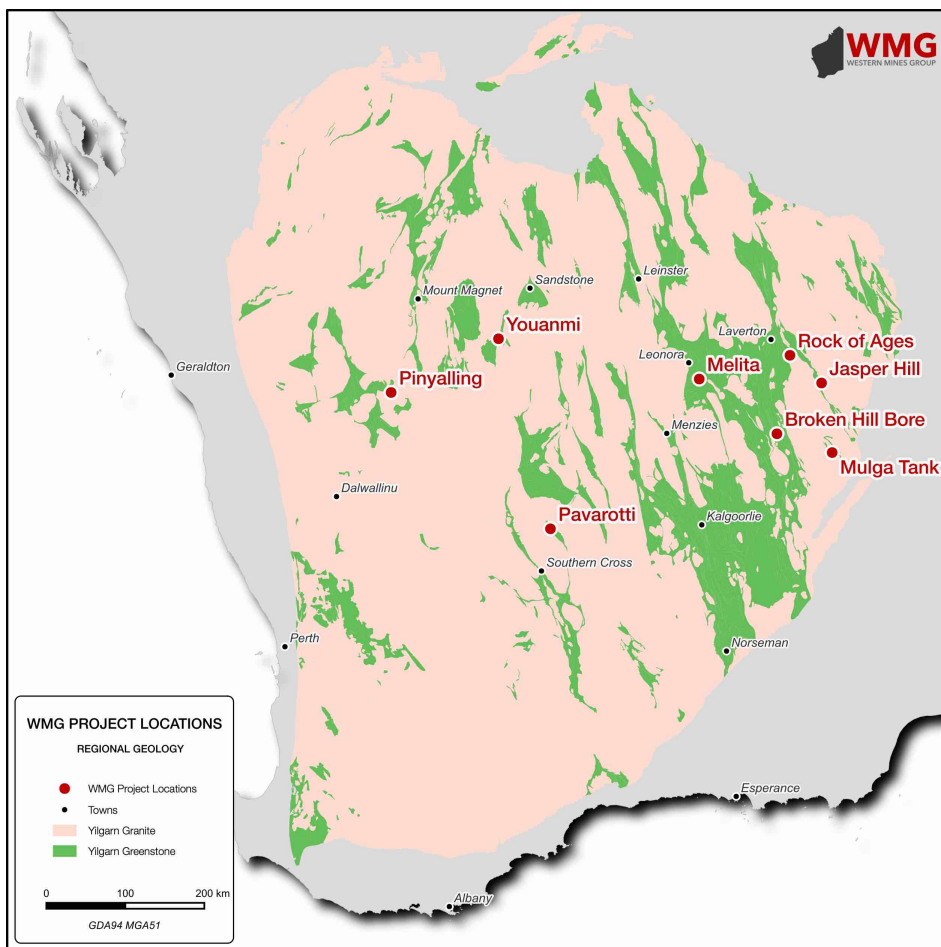 WMG
WESTERN MINES GROUP
Leinster
Sandstone
Mount Magnet
Youanmi
Laverton
Rock of Ages
Leonora
Melita
Jasper Hill
Geraldton
Pinyalling
Broken Hill Bore
Menzies
Mulga Tank
Dalwallinu
Pavarotti
Kalgoorlie
Southern Cross
Perth
Norseman
WMG PROJECT LOCATIONS
REGIONAL GEOLOGY
WMG Project Locations
Towns
Yilgarn Granite
Yilgarn Greenstone
0 100 200 km
GDA94 MGA51
Esperance
Albany